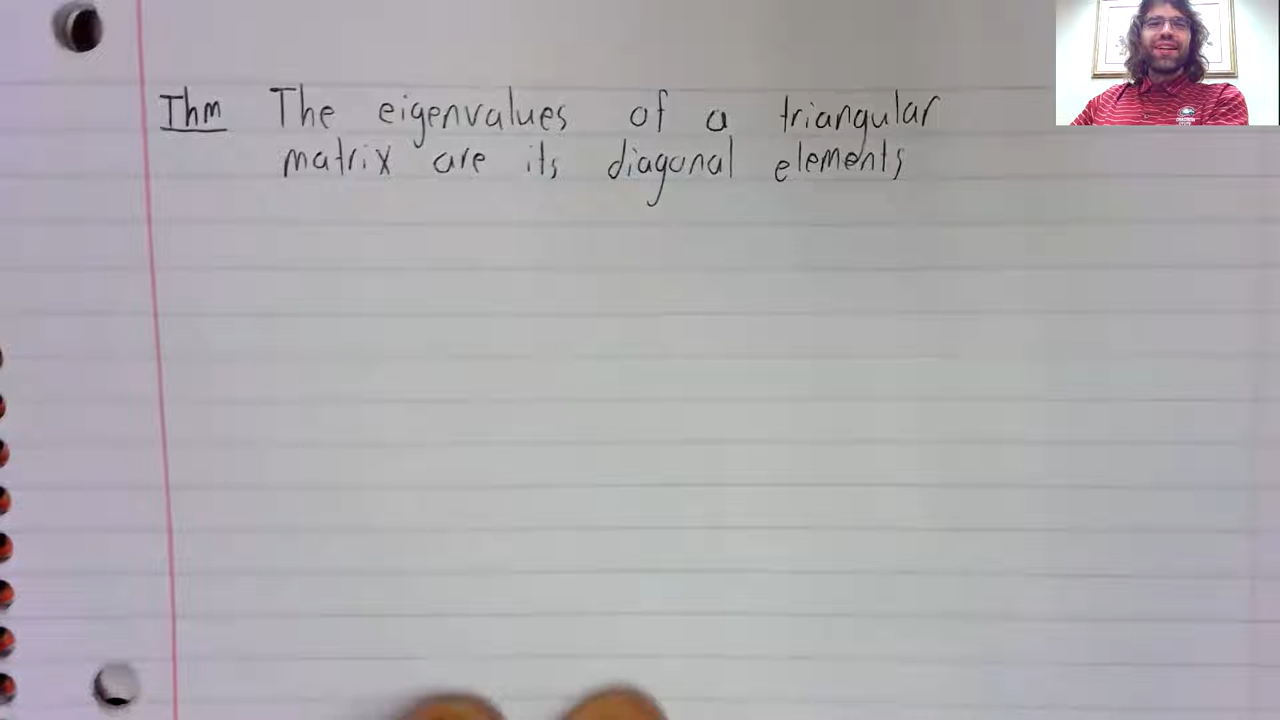 Thm The eigenvalues of a triangular
matrix are its diagonal elements